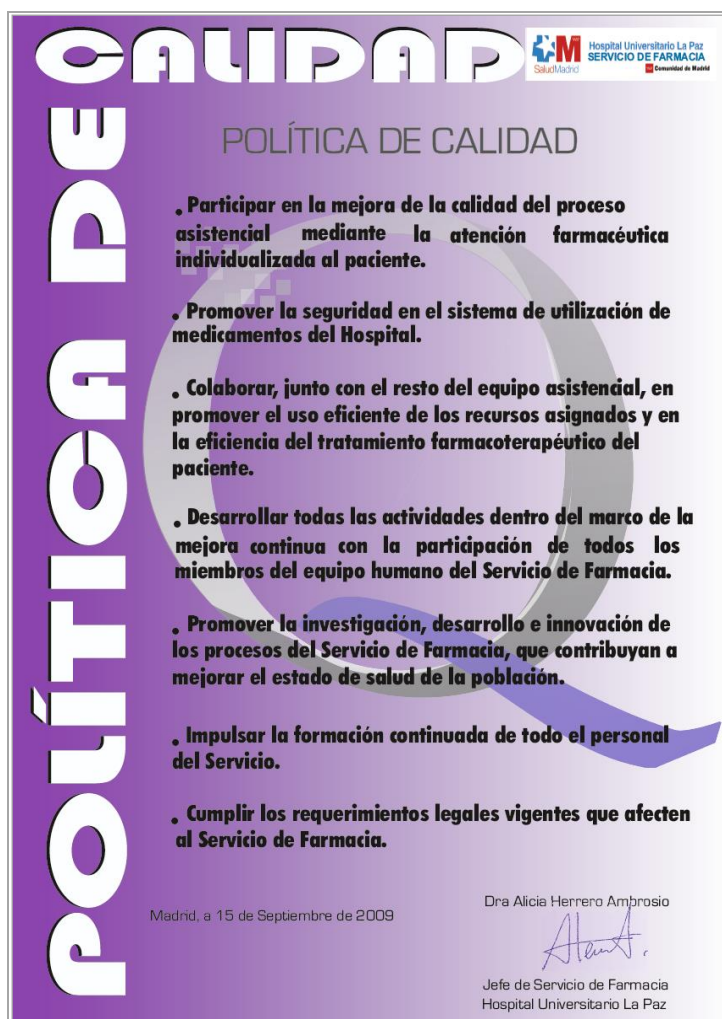 CALIDAD
POLÍTICA DE
SaludMadrid
Hospital Universitario La Paz
SERVICIO DE FARMACIA
Comunidad de Madrid
POLÍTICA DE CALIDAD
. Participar en la mejora de la calidad del proceso
asistencial mediante la atención farmacéutica
individualizada al paciente.
. Promover la seguridad en el sistema de utilización de
medicamentos del Hospital.
. Colaborar, junto con el resto del equipo asistencial, en
promover el uso eficiente de los recursos asignados y en
la eficiencia del tratamiento farmacoterapéutico del
paciente.
. Desarrollar todas las actividades dentro del marco de la
mejora continua con la participación de todos los
miembros del equipo humano del Servicio de Farmacia.
. Promover la investigación, desarrollo e innovación de
los procesos del Servicio de Farmacia, que contribuyan a
mejorar el estado de salud de la población.
. Impulsar la formación continuada de todo el personal
del Servicio.
. Cumplir los requerimientos legales vigentes que afecten
al Servicio de Farmacia.
Madrid, a 15 de Septiembre de 2009
Dra Alicia Herrero Ambrosio
Jefe de Servicio de Farmacia
Hospital Universitario La Paz